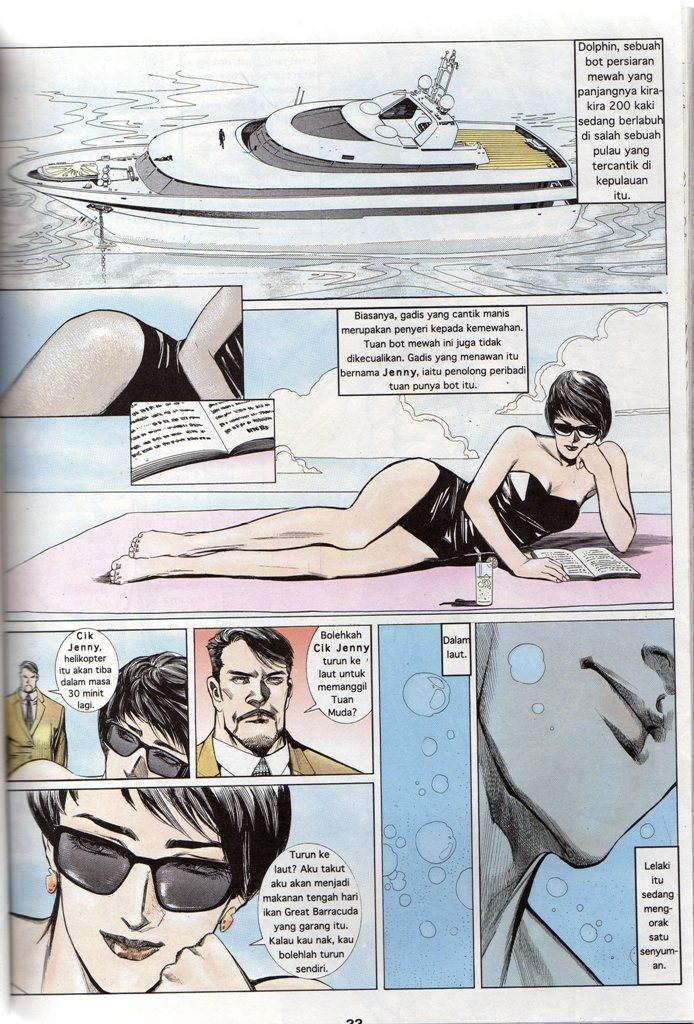 Dolphin, sebuah
bot persiaran
mewah yang
panjangnya kira-
kira 200 kaki
sedang berlabuh
di salah sebuah
pulau yang
tercantik di
kepulauan
itu.
Biasanya, gadis yang cantik manis
merupakan penyeri kepada kemewahan.
Tuan bot mewah ini juga tidak
dikecualikan. Gadis yang menawan itu
bernama Jenny, iaitu penolong peribadi
tuan punya bot itu.
Cik
Jenny,
helikopter
itu akan tiba
dalam masa
30 minit
lagi.
Bolehkah
Cik Jenny
turun ke
laut untuk
memanggil
Tuan
Muda?
Dalam
laut.
Turun ke
laut? Aku takut
aku akan menjadi
makanan tengah hari
ikan Great Barracuda
yang garang itu.
Kalau kau nak, kau
bolehlah turun
sendiri.
Lelaki
itu
sedang
meng-
orak
satu
senyum-
an.